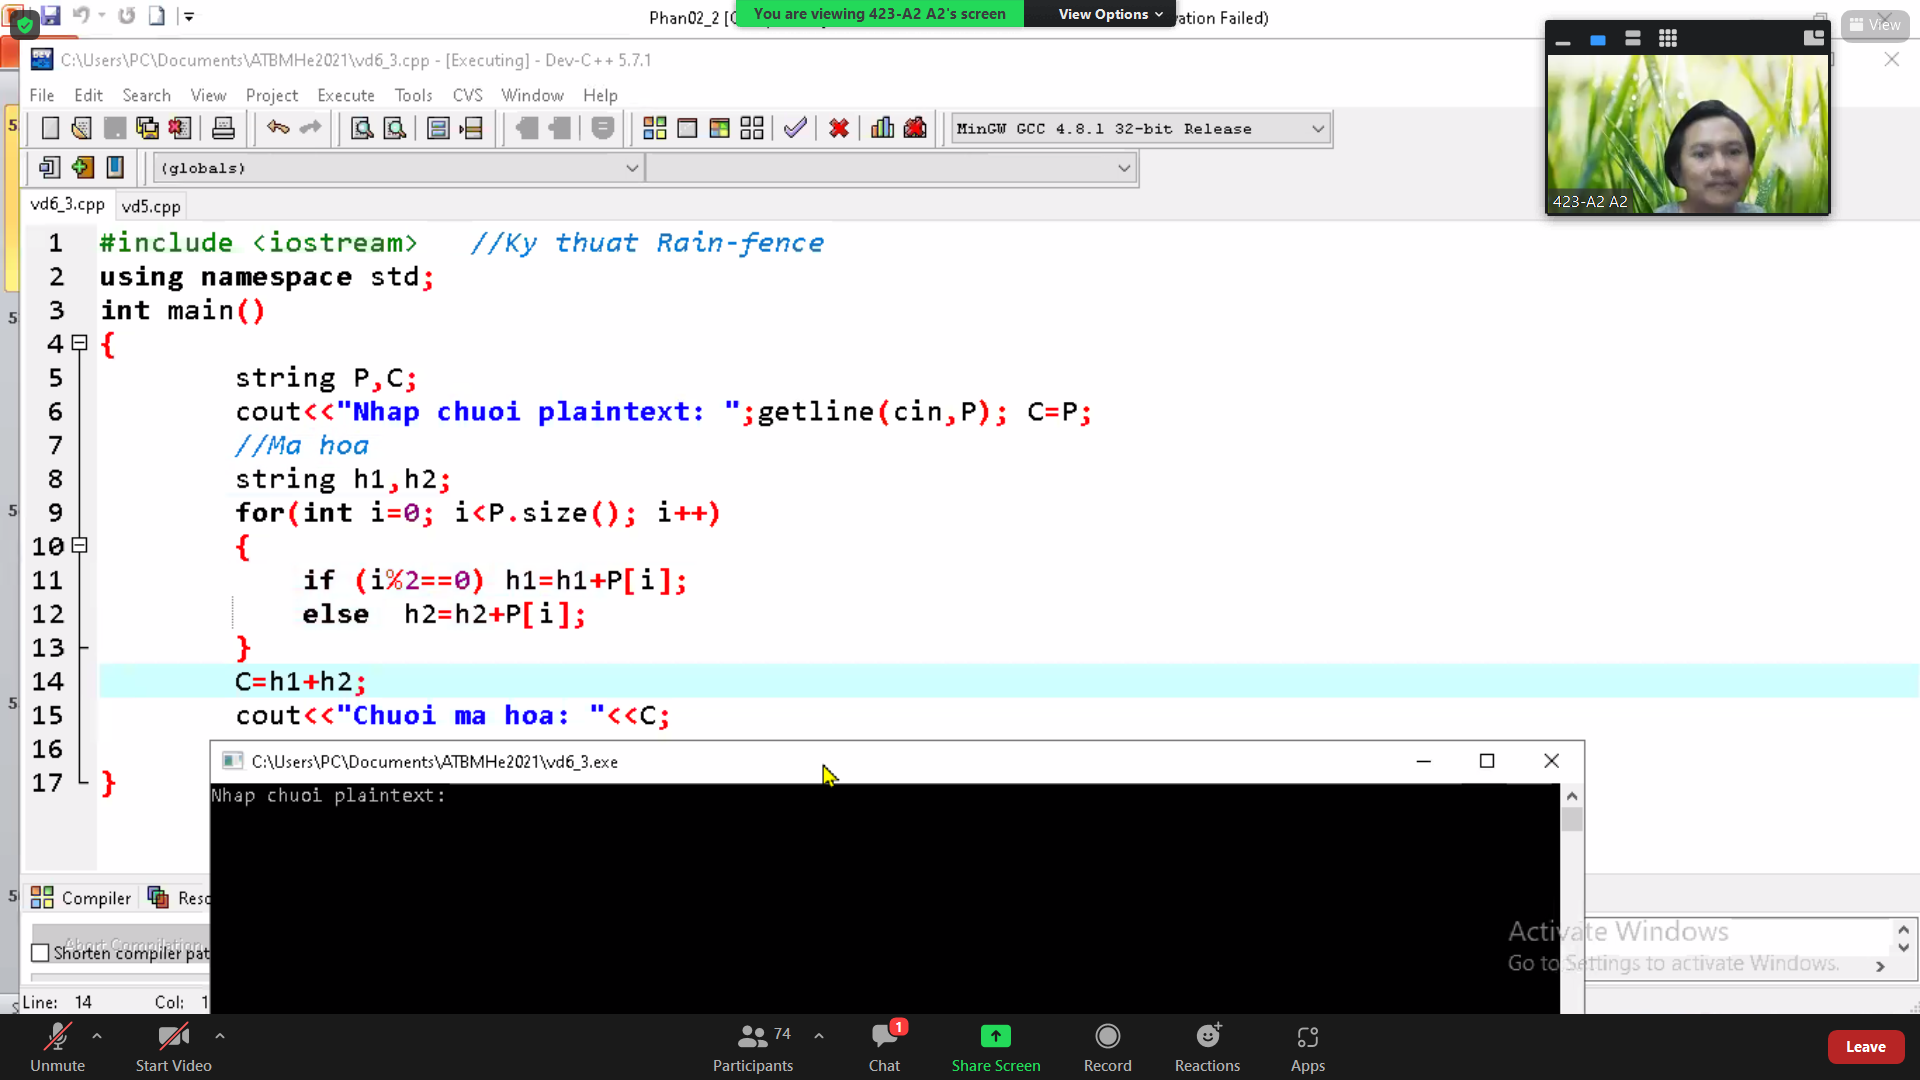 Phan02_2 [
You are viewing 423-A2 A2's screen
View Options
vation Failed)
View
C:\Users\PC\Documents\ATBMHe2021\vd6_3.cpp - [Executing] - Dev-C++ 5.7.1
File Edit Search View Project Execute Tools CVS Window Help
MinGW GCC 4.8.1 32-bit Release
(globals)
423-A2 A2
vd6_3.cpp vd5.cpp
1 #include <iostream> //Ky thuat Rain-fence
2 using namespace std;
3 int main()
4 {
5 string P,C;
6 cout<<"Nhap chuoi plaintext: ";getline(cin,P); C=P;
7 //Ma hoa
8 string h1,h2;
9 for(int i=0; i<P.size(); i++)
10 {
11 if (i%2==0) h1=h1+P[i];
12 else h2=h2+P[i];
13 }
14 C=h1+h2;
15 cout<<"Chuoi ma hoa: "<<C;
16
17 }
C:\Users\PC\Documents\ATBMHe2021\vd6_3.exe
Nhap chuoi plaintext:
Compiler Reso
Abort Compilation
Shorten compiler pat
Activate Windows
Go to Settings to activate Windows.
Line: 14 Col: 1
Unmute
Start Video
Participants 74
Chat 1
Share Screen
Record
Reactions
Apps
Leave